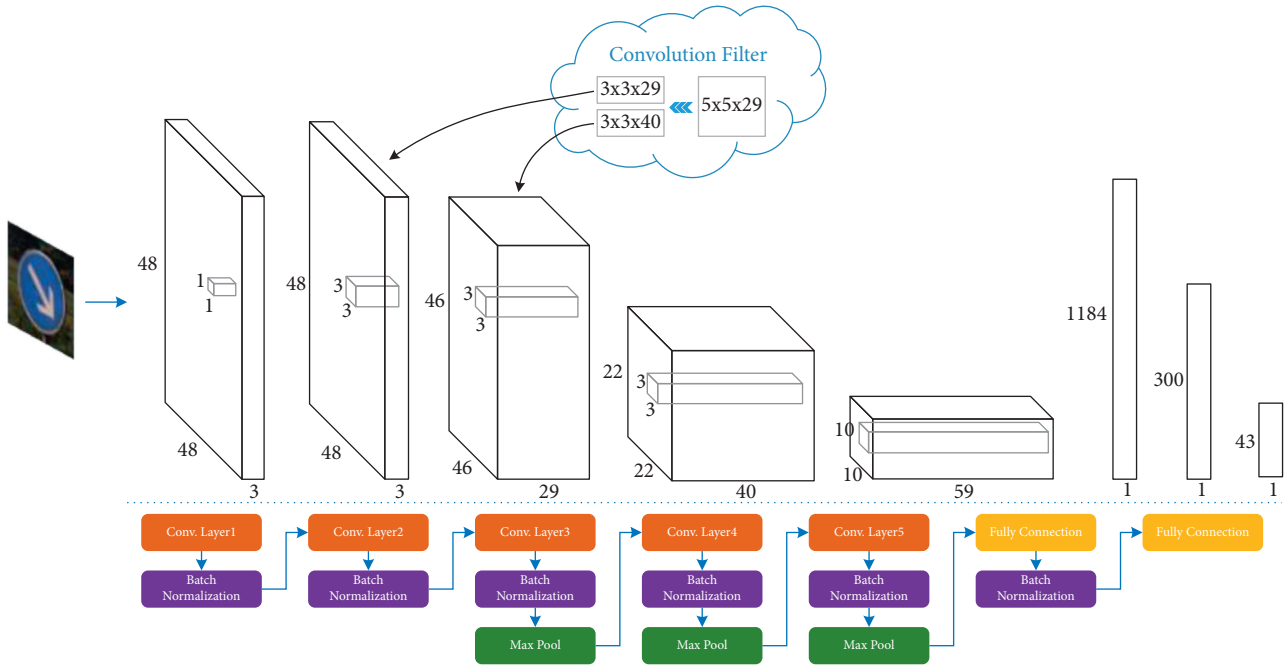 Convolution Filter
3x3x29
3x3x40
5x5x29
48
1
1
48
3
48
3
3
48
3
46
3
3
46
29
22
3
3
22
40
10
10
59
1184
1
300
1
43
1
Conv. Layer1
Conv. Layer2
Conv. Layer3
Conv. Layer4
Conv. Layer5
Fully Connection
Fully Connection
Batch
Normalization
Batch
Normalization
Batch
Normalization
Batch
Normalization
Batch
Normalization
Batch
Normalization
Max Pool
Max Pool
Max Pool